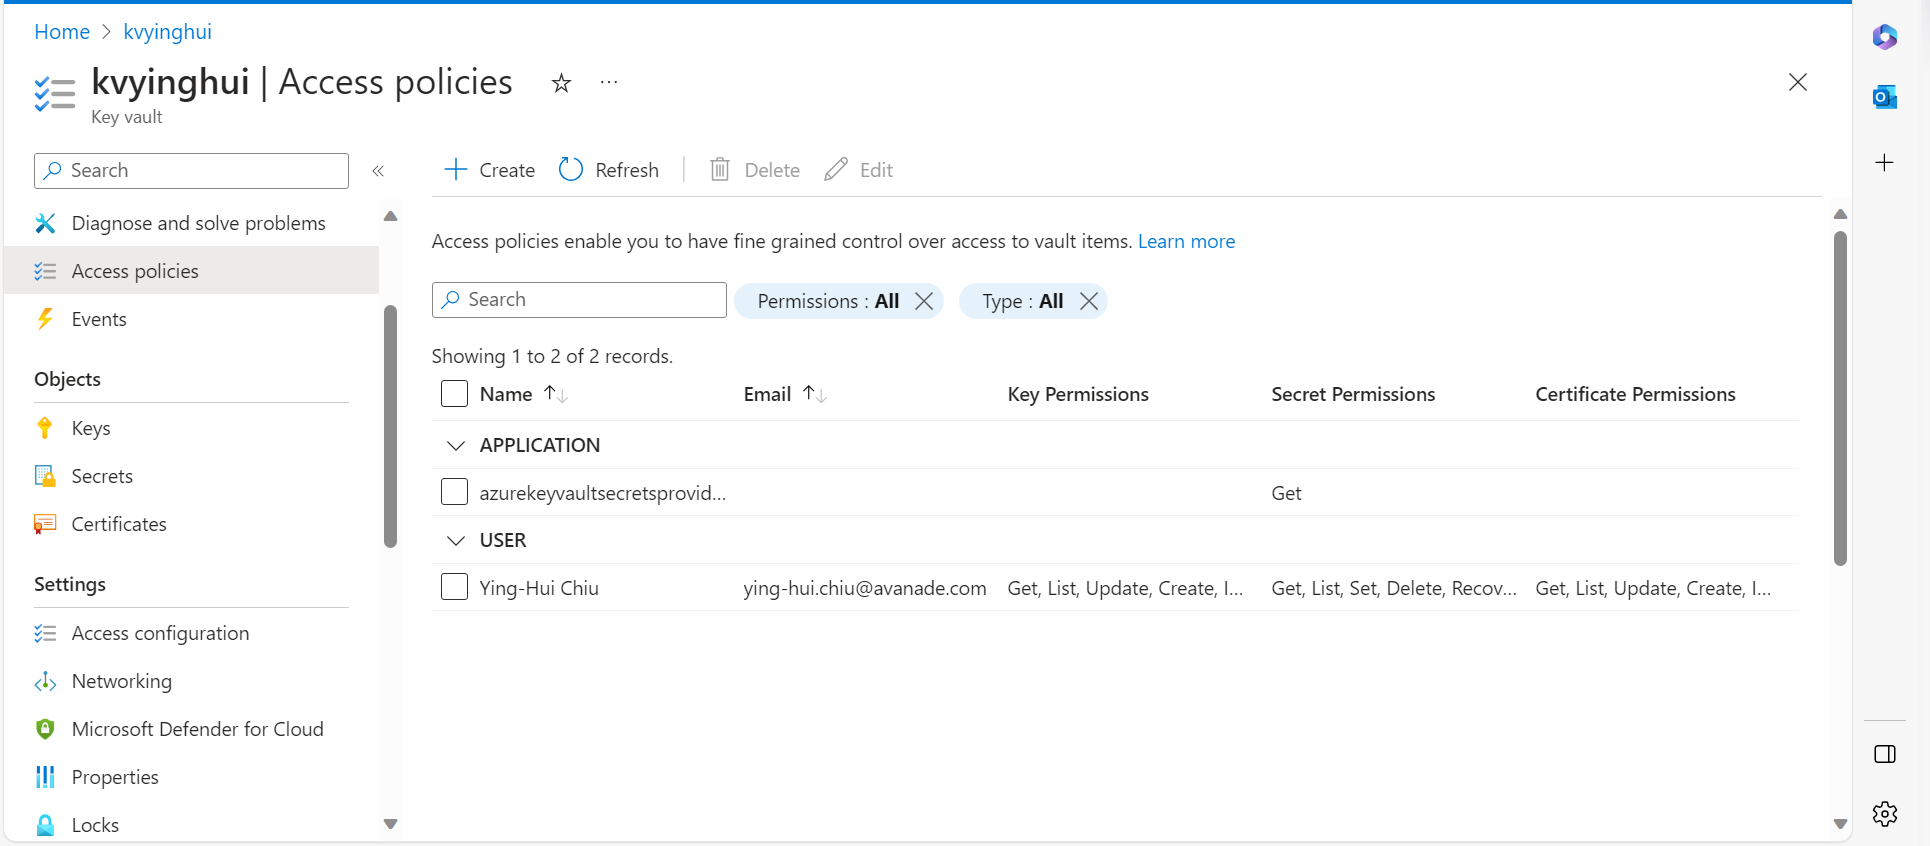 Home > kvyinghui
kvyinghui | Access policies
Key vault
Search
Diagnose and solve problems
Access policies
Events
Objects
Keys
Secrets
Certificates
Settings
Access configuration
Networking
Microsoft Defender for Cloud
Properties
Locks
Create Refresh Delete Edit
Access policies enable you to have fine grained control over access to vault items. Learn more
Search Permissions : All Type : All
Showing 1 to 2 of 2 records.
Name Email Key Permissions Secret Permissions Certificate Permissions
APPLICATION
azurekeyvaultsecretsprovid... Get
USER
Ying-Hui Chiu ying-hui.chiu@avanade.com Get, List, Update, Create, I... Get, List, Set, Delete, Recov... Get, List, Update, Create, I...